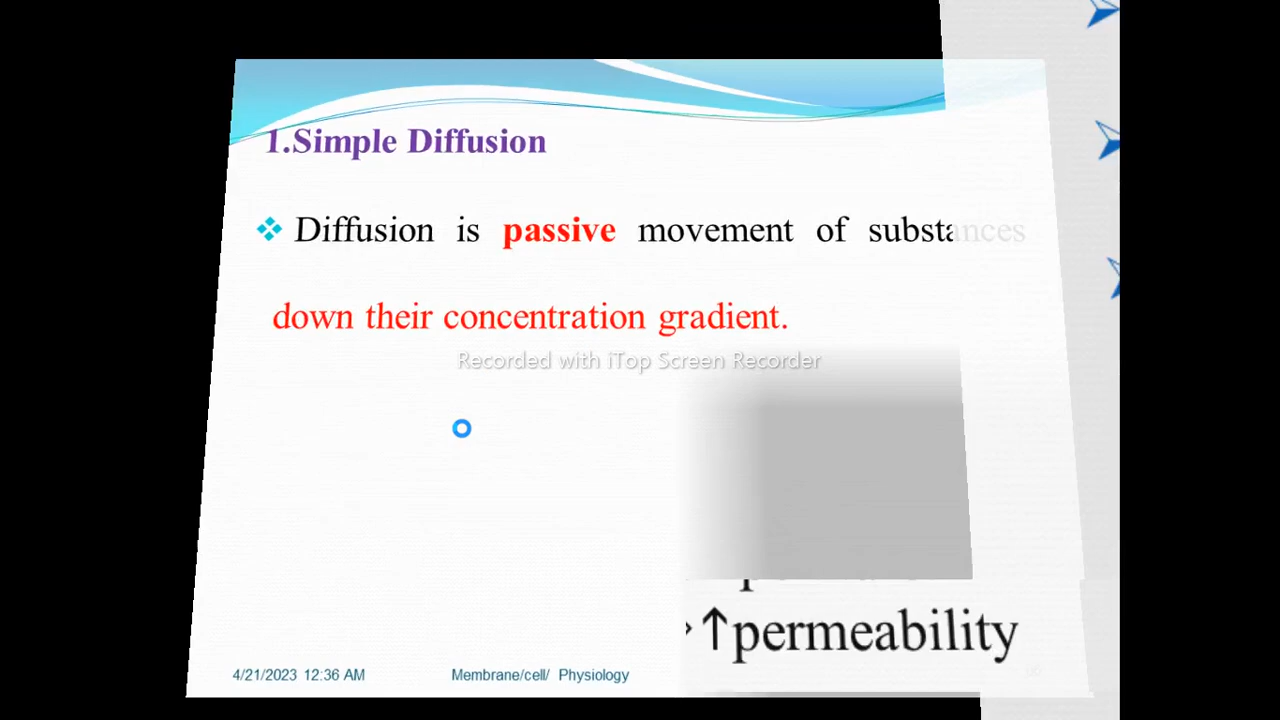 1.Simple Diffusion
Diffusion is passive movement of substances
down their concentration gradient.
Recorded with iTop Screen Recorder
↑permeability
4/21/2023 12:36 AM Membrane/cell/ Physiology